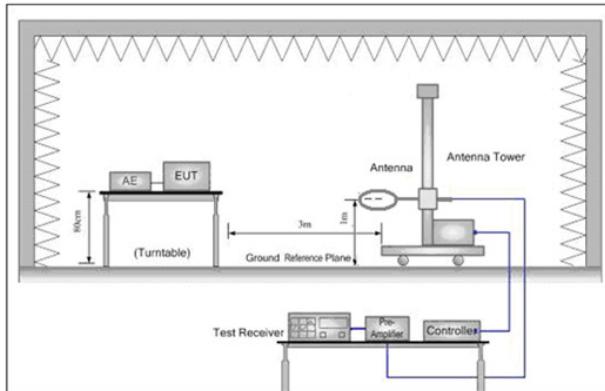 Antenna
Antenna Tower
AE
EUT
80cm
(Turntable)
3m
1m
Ground Reference Plane
Test Receiver
Pre-
Amplifier
Controller